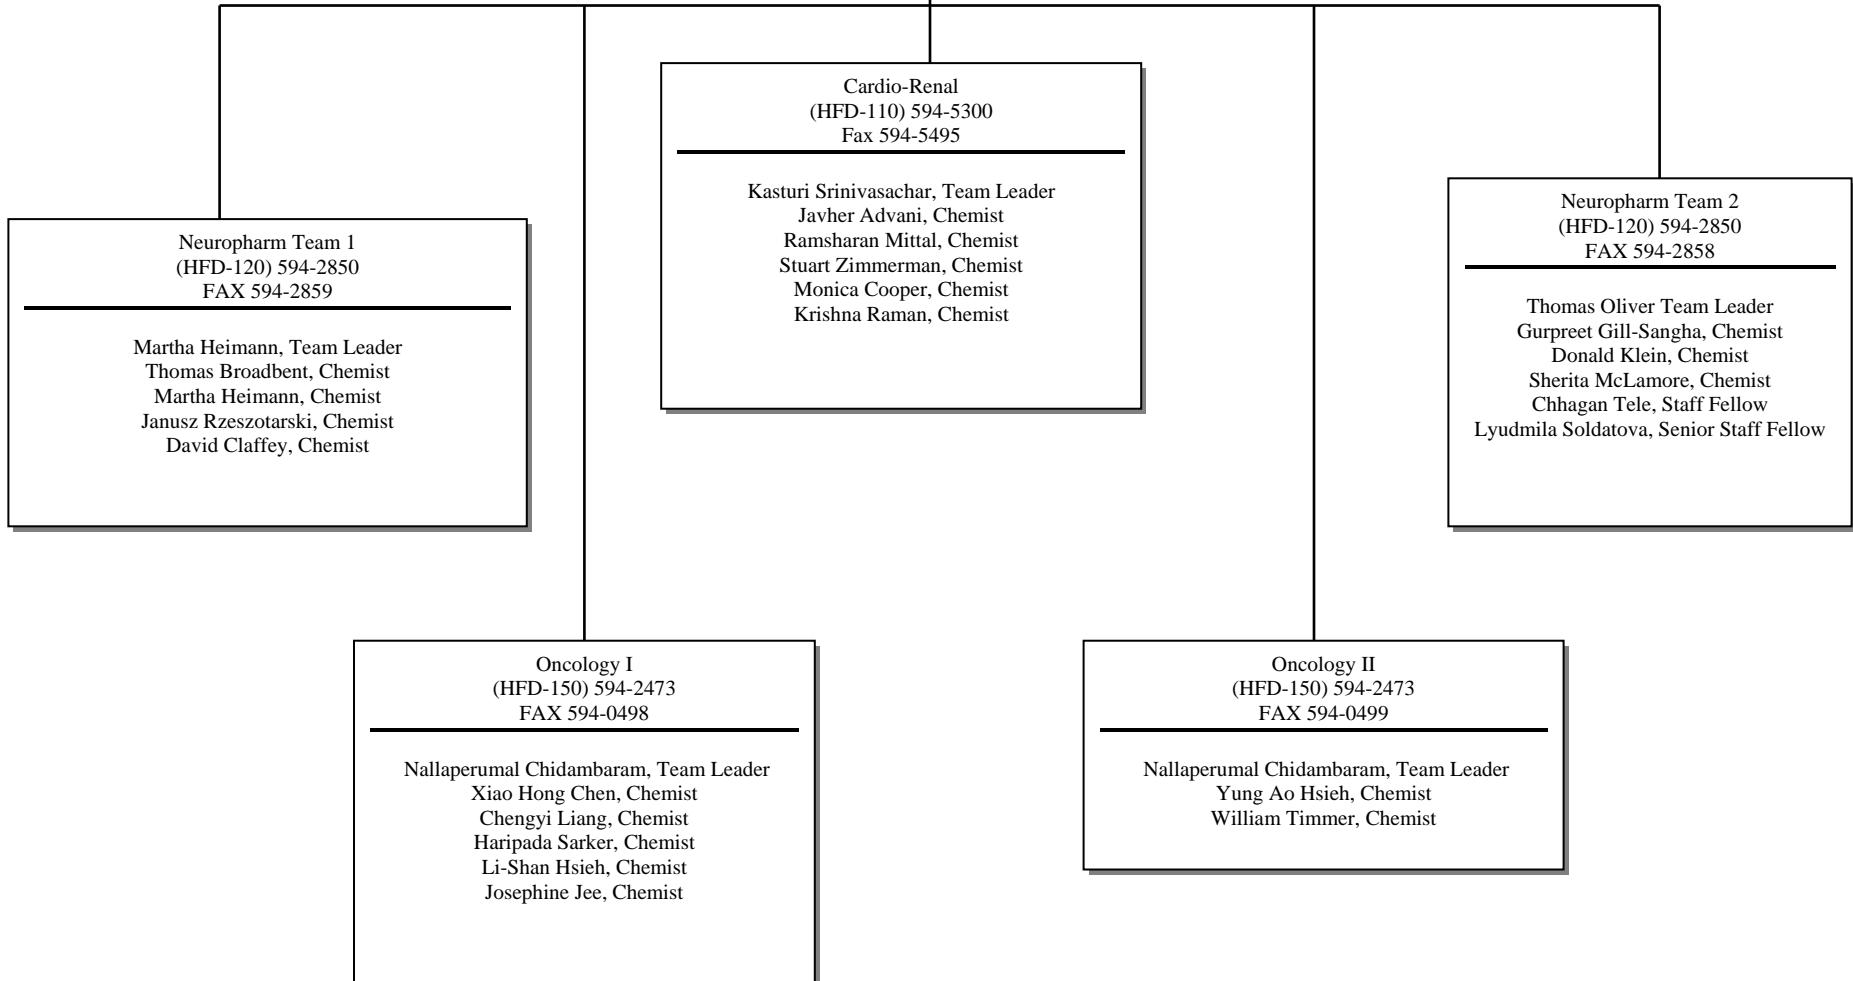 Cardio-Renal
(HFD-110) 594-5300
Fax 594-5495
Kasturi Srinivasachar, Team Leader
Javher Advani, Chemist
Ramsharan Mittal, Chemist
Stuart Zimmerman, Chemist
Monica Cooper, Chemist
Krishna Raman, Chemist
Neuropharm Team 1
(HFD-120) 594-2850
FAX 594-2859
Martha Heimann, Team Leader
Thomas Broadbent, Chemist
Martha Heimann, Chemist
Janusz Rzeszotarski, Chemist
David Claffey, Chemist
Neuropharm Team 2
(HFD-120) 594-2850
FAX 594-2858
Thomas Oliver Team Leader
Gurpreet Gill-Sangha, Chemist
Donald Klein, Chemist
Sherita McLamore, Chemist
Chhagan Tele, Staff Fellow
Lyudmila Soldatova, Senior Staff Fellow
Oncology I
(HFD-150) 594-2473
FAX 594-0498
Nallaperumal Chidambaram, Team Leader
Xiao Hong Chen, Chemist
Chengyi Liang, Chemist
Haripada Sarker, Chemist
Li-Shan Hsieh, Chemist
Josephine Jee, Chemist
Oncology II
(HFD-150) 594-2473
FAX 594-0499
Nallaperumal Chidambaram, Team Leader
Yung Ao Hsieh, Chemist
William Timmer, Chemist